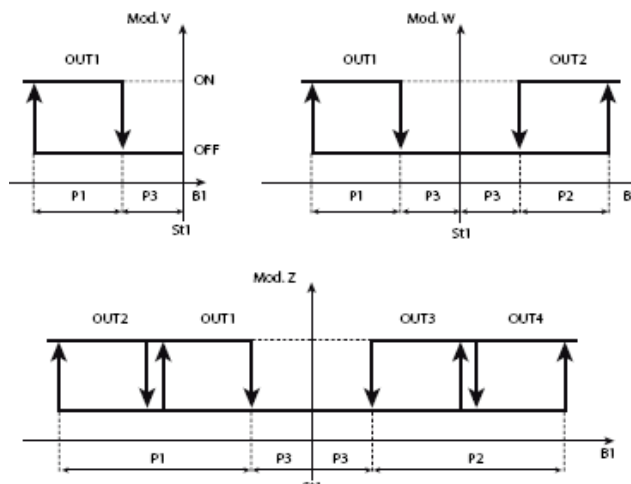 Mod. V
OUT1
ON
OFF
P1 P3 B1
St1
Mod. W
OUT1 OUT2
P1 P3 P3 P2 B
St1
Mod. Z
OUT2 OUT1 OUT3 OUT4
P1 P3 P3 P2 B1